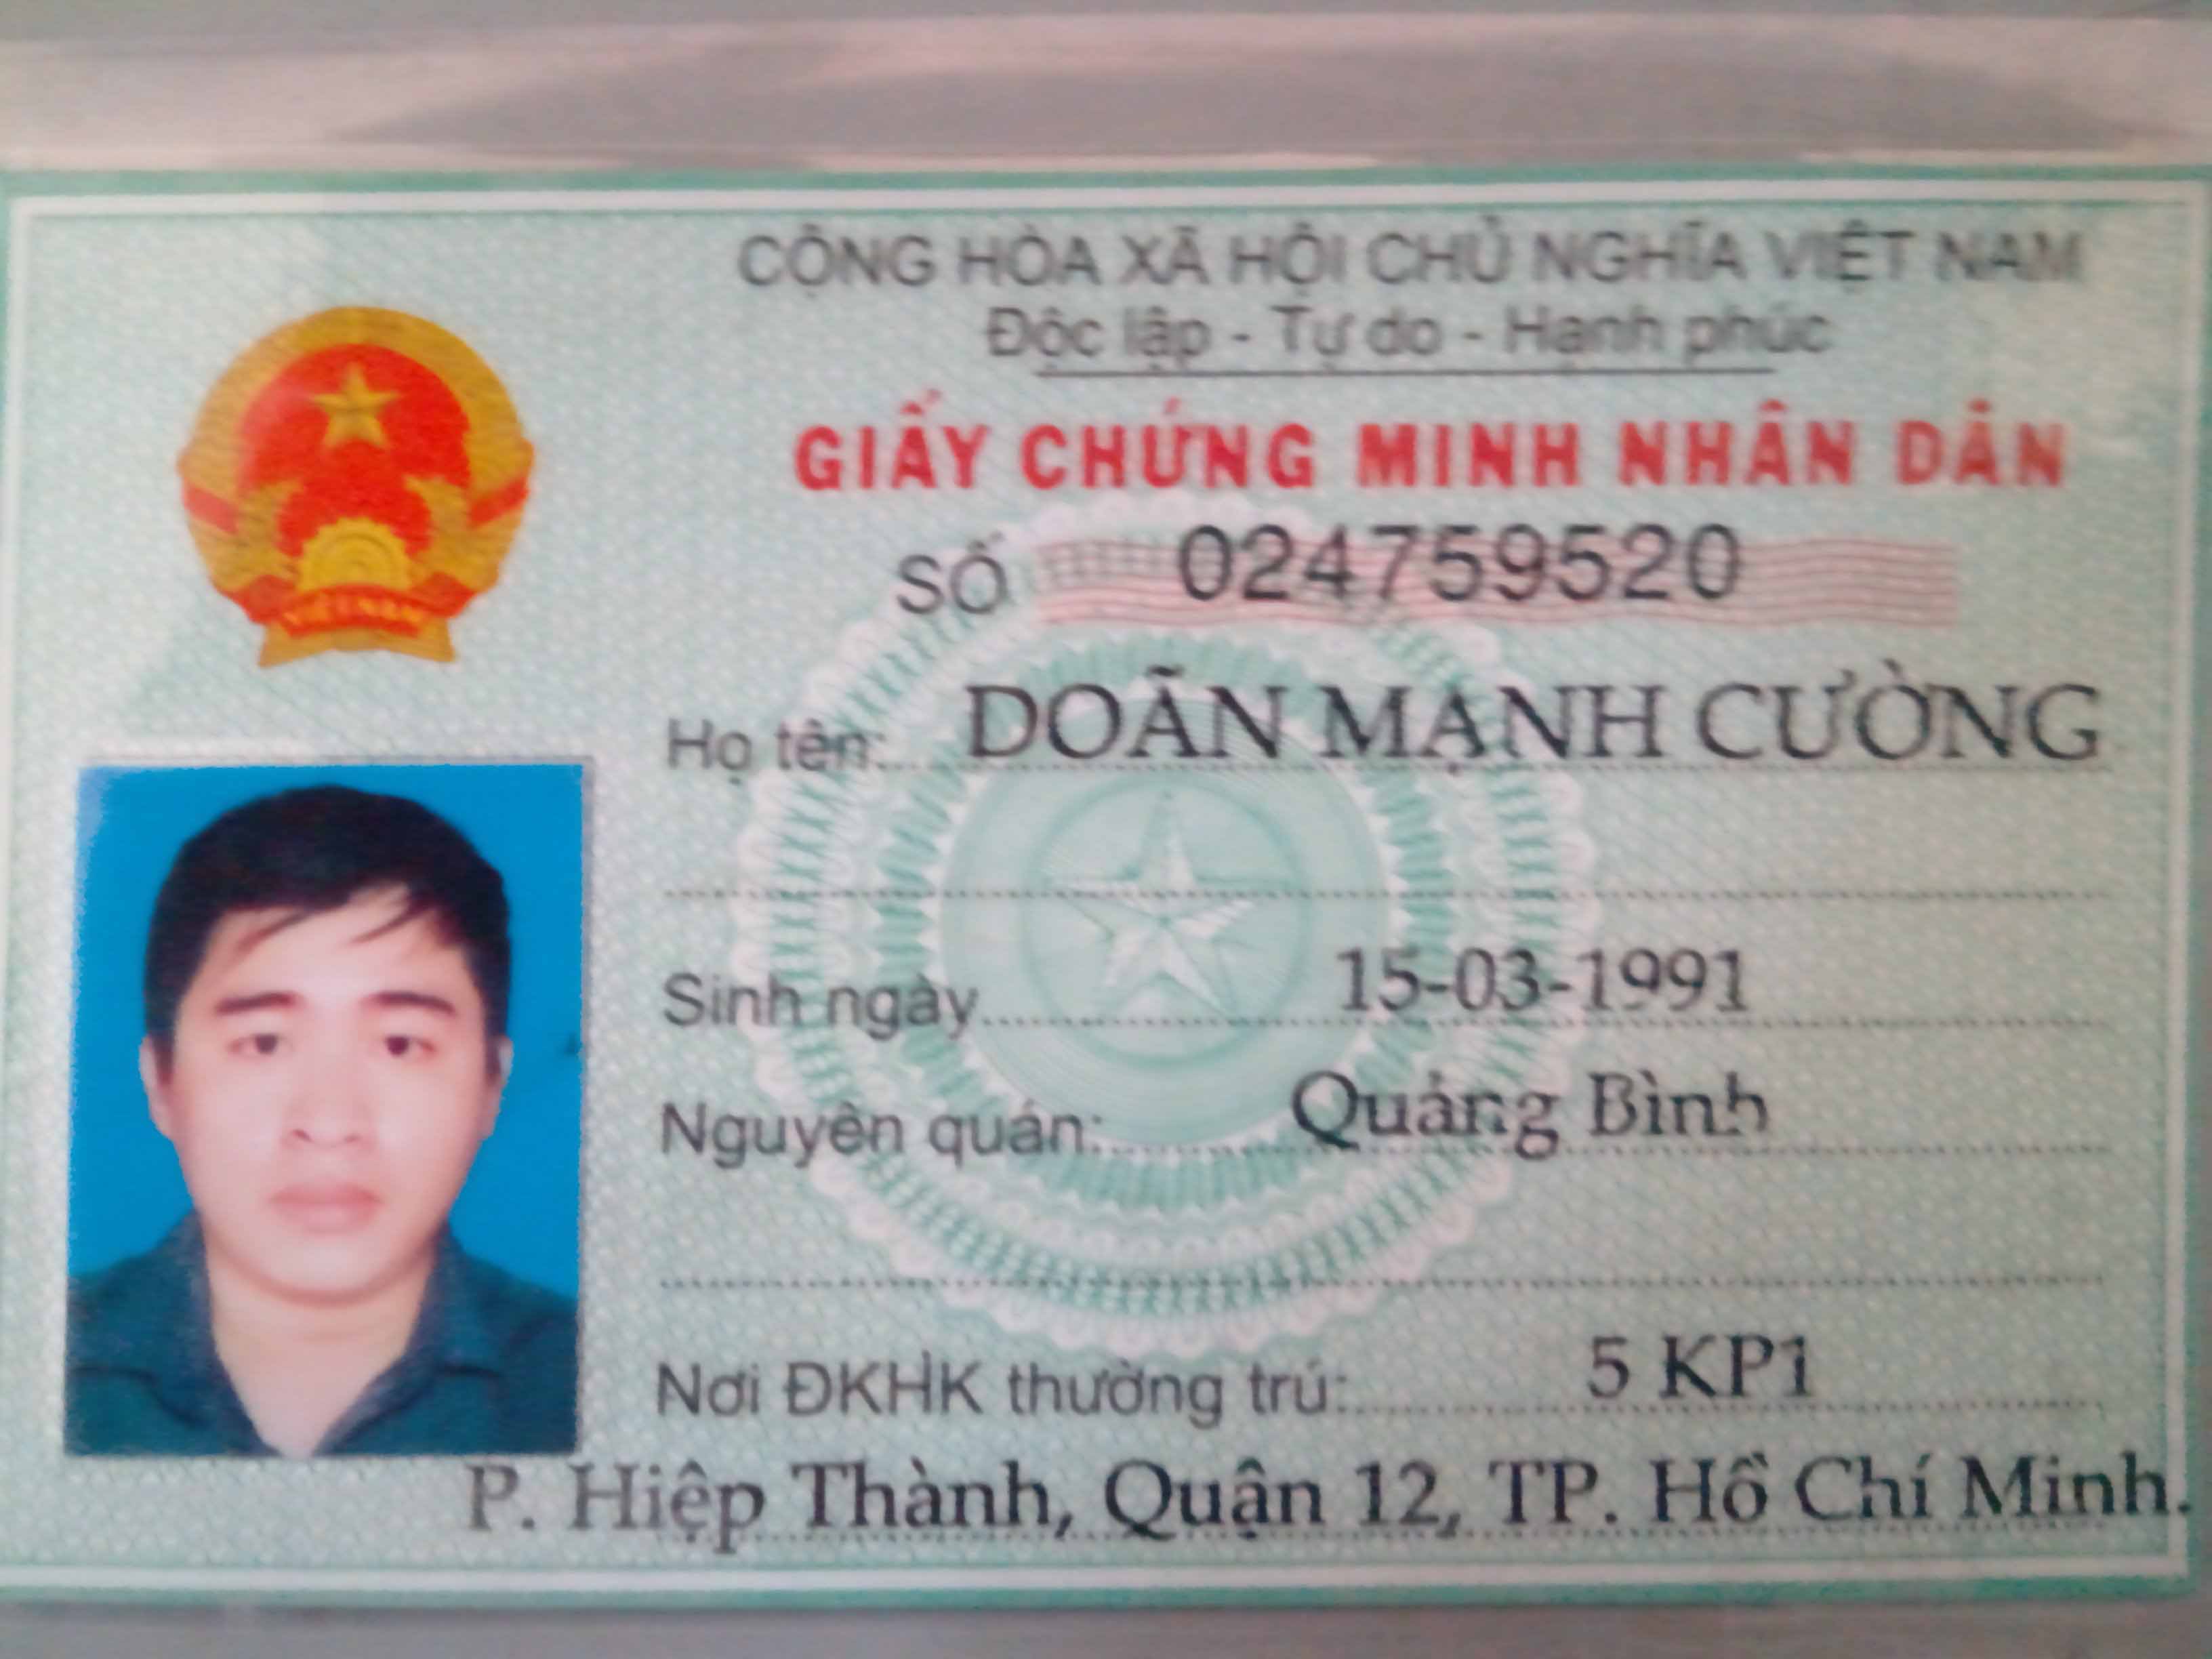 CỘNG HÒA XÃ HỘI CHỦ NGHĨA VIỆT NAM
Độc lập - Tự do - Hạnh phúc
GIẤY CHỨNG MINH NHÂN DÂN
SỐ 024759520
VIỆT NAM
Họ tên: DOÃN MẠNH CƯỜNG
Sinh ngày 15-03-1991
Nguyên quán: Quảng Bình
Nơi ĐKHK thường trú: 5 KP1
P. Hiệp Thành, Quận 12, TP. Hồ Chí Minh.